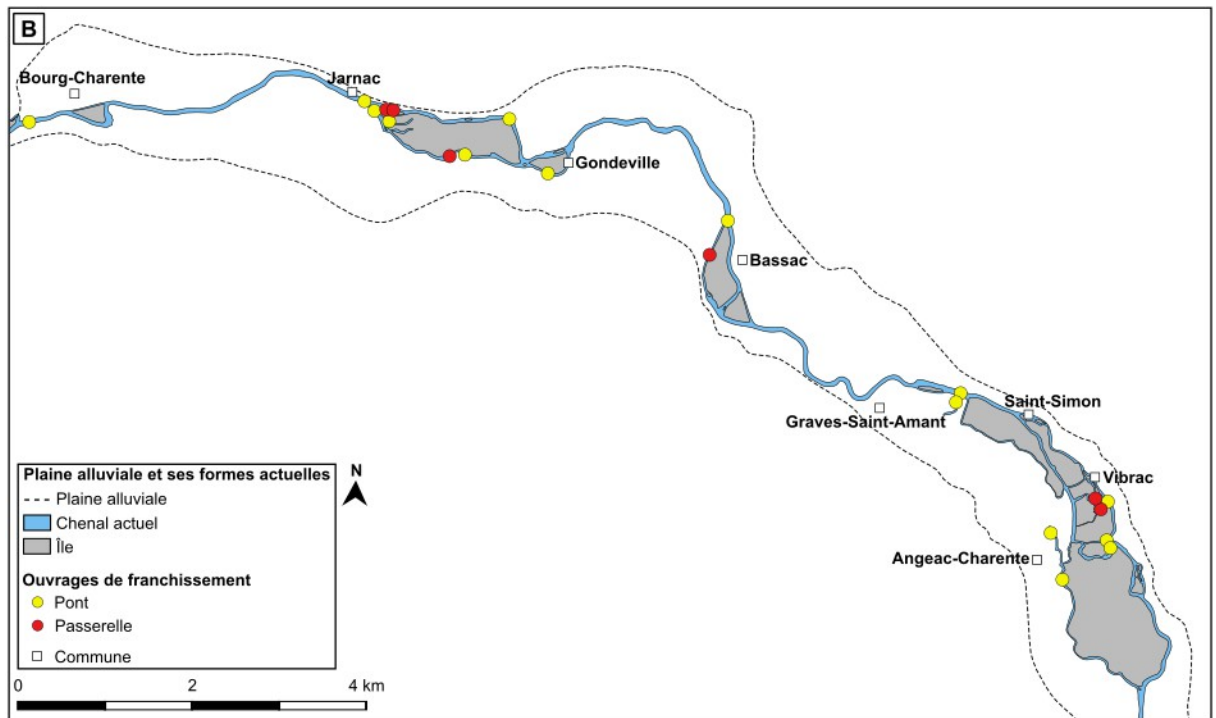 B
Bourg-Charente
Jarnac
Gondeville
Bassac
Graves-Saint-Amant
Saint-Simon
Vibrac
Angeac-Charente
Plaine alluviale et ses formes actuelles
Plaine alluviale
Chenal actuel
Île
Ouvrages de franchissement
Pont
Passerelle
Commune
N
0 2 4 km